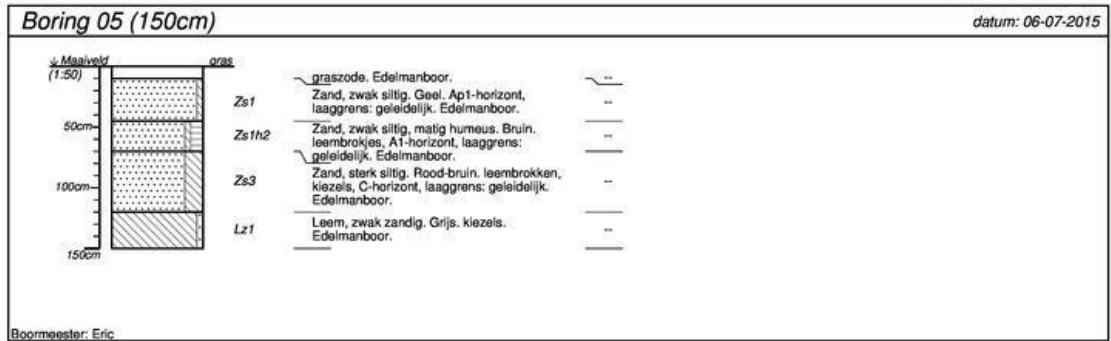 Boring 05 (150cm)
datum: 06-07-2015
↓ Maaiveld
gras
(1:50)
graszode. Edelmanboor.
--
Zs1
Zand, zwak siltig. Geel. Ap1-horizont,
laaggrens: geleidelijk. Edelmanboor.
--
50cm
Zs1h2
Zand, zwak siltig, matig humeus. Bruin.
leembrokjes, A1-horizont, laaggrens:
geleidelijk. Edelmanboor.
--
100cm
Zs3
Zand, sterk siltig. Rood-bruin. leembrokken,
kiezels, C-horizont, laaggrens: geleidelijk.
Edelmanboor.
--
Lz1
Leem, zwak zandig. Grijs. kiezels.
Edelmanboor.
--
150cm
Boormeester: Eric